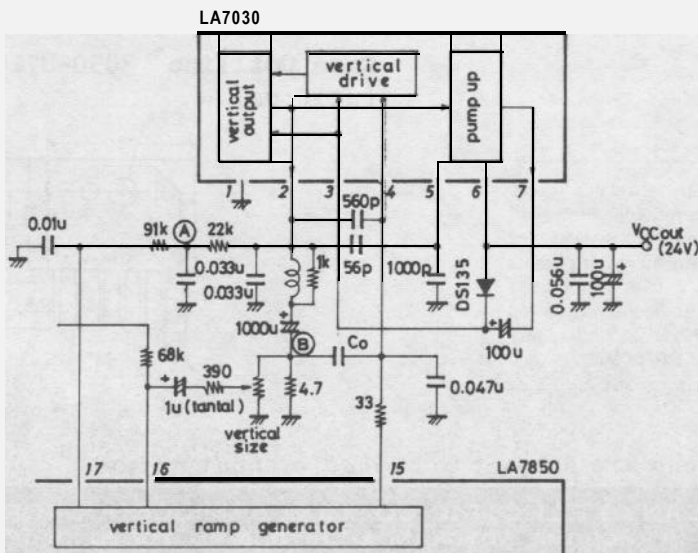 LA7030
vertical output
vertical drive
pump up
1 2 3 4 5 6 7
560p
0.01u
91k
A
22k
56p
1000p
Vcc out
(24V)
0.033u
0.033u
1k
DS135
0.056u
100u
1000u
B
Co
100u
68k
390
4.7
0.047u
1u (tantal)
33
vertical
size
17 16 15
LA7850
vertical ramp generator